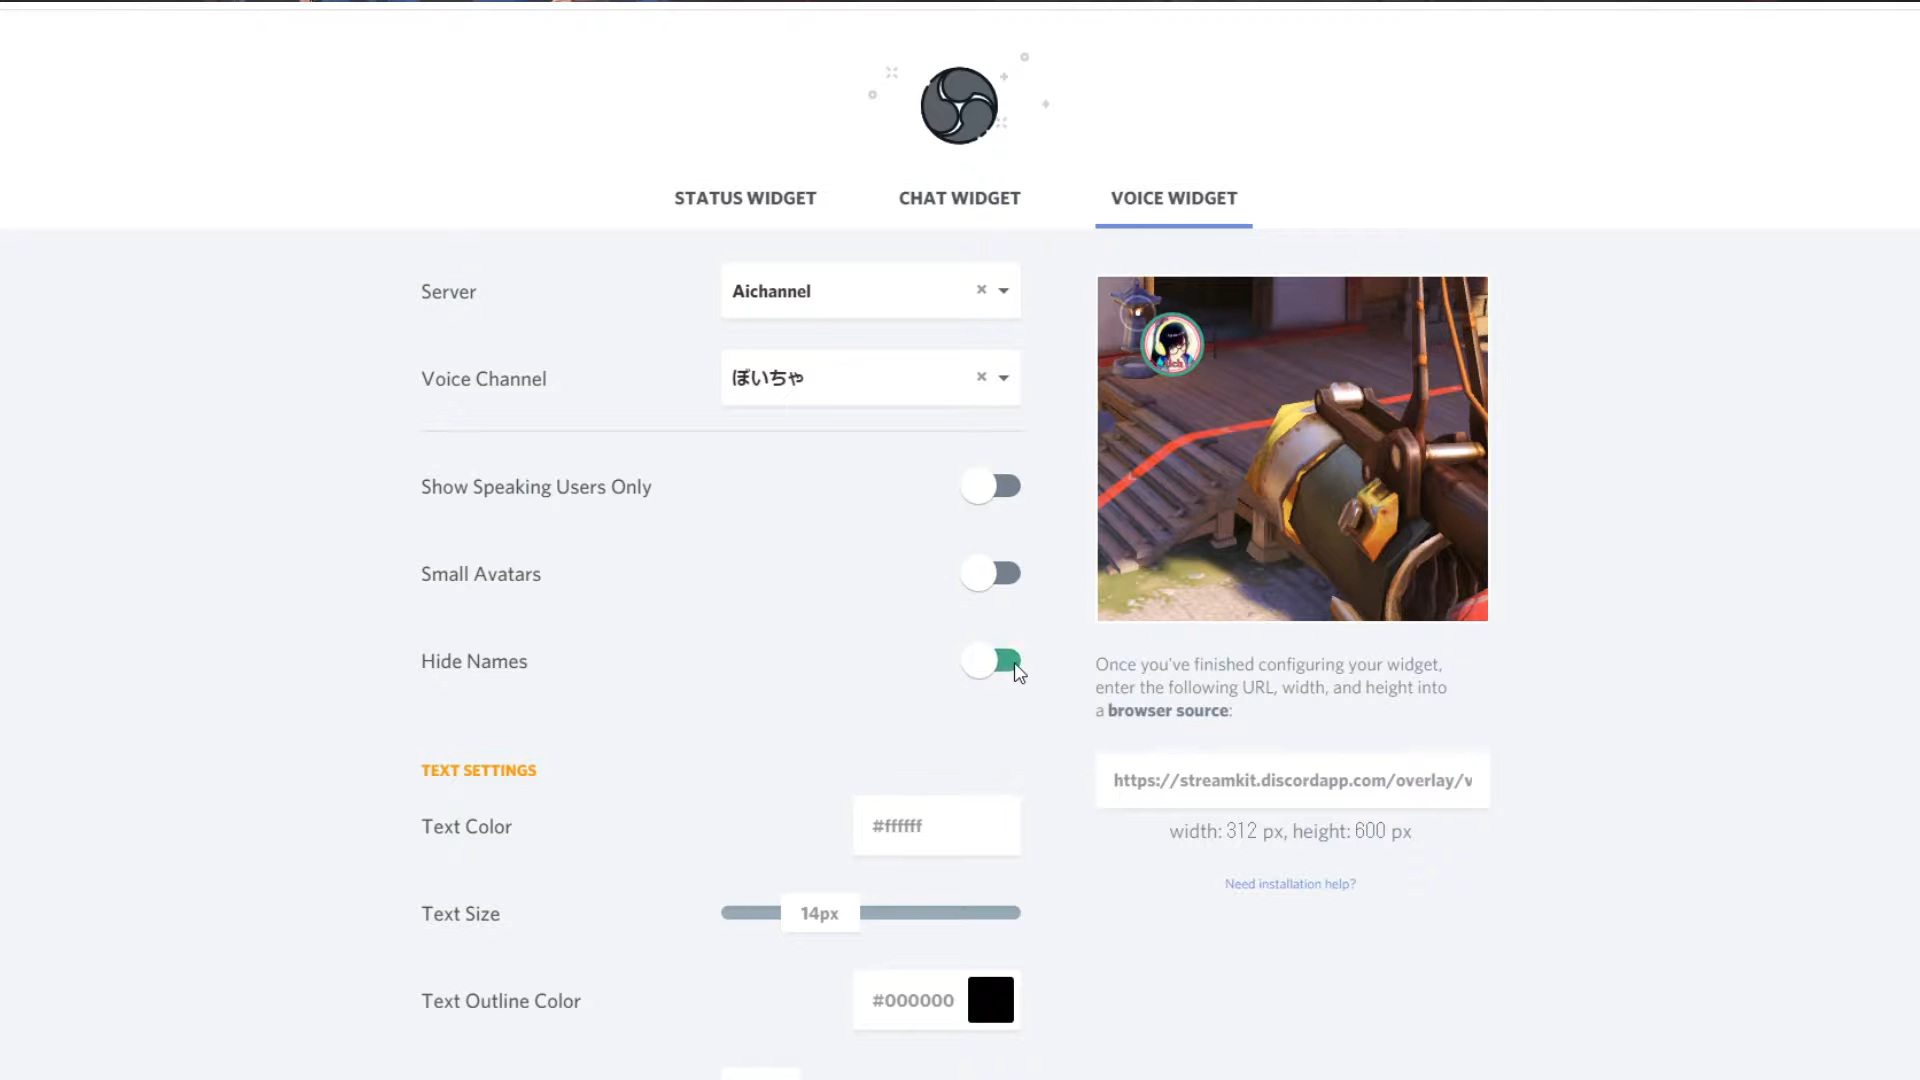 STATUS WIDGET
CHAT WIDGET
VOICE WIDGET
Server
Aichannel
Voice Channel
ぼいちゃ
Show Speaking Users Only
Small Avatars
Hide Names
Once you've finished configuring your widget,
enter the following URL, width, and height into
a browser source:
TEXT SETTINGS
https://streamkit.discordapp.com/overlay/v
Text Color
#ffffff
width: 312 px, height: 600 px
Need installation help?
Text Size
14px
Text Outline Color
#000000